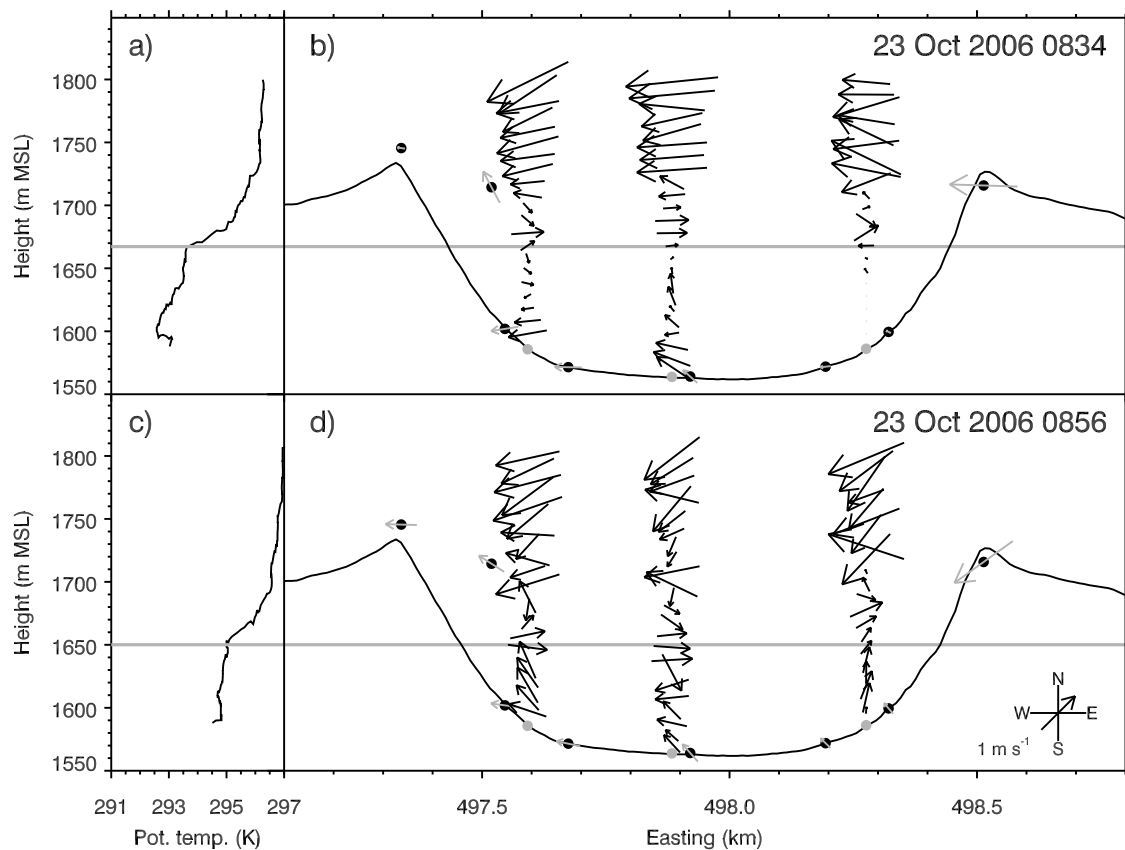 a)
b)
23 Oct 2006 0834
Height (m MSL)
1800
1750
1700
1650
1600
1550
c)
d)
23 Oct 2006 0856
Height (m MSL)
1800
1750
1700
1650
1600
1550
N
W E
S
1 m s-1
291 293 295 297
497.5 498.0 498.5
Pot. temp. (K)
Easting (km)